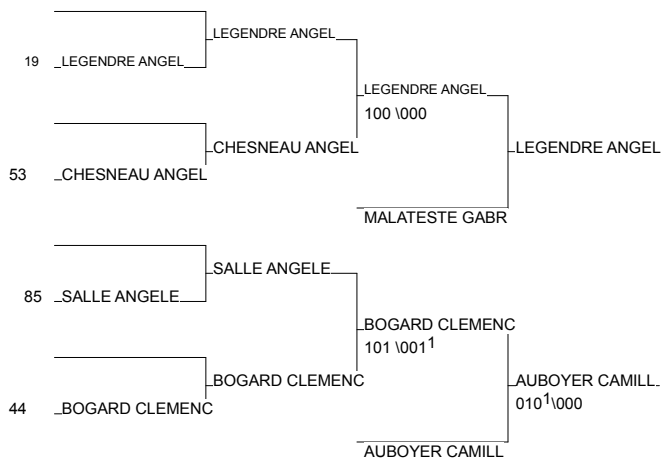 LEGENDRE ANGEL
19 LEGENDRE ANGEL
LEGENDRE ANGEL
100 \000
CHESNEAU ANGEL
LEGENDRE ANGEL
53 CHESNEAU ANGEL
MALATESTE GABR
SALLE ANGELE
85 SALLE ANGELE
BOGARD CLEMENC
101 \001¹
BOGARD CLEMENC
AUBOYER CAMILL
010¹\000
44 BOGARD CLEMENC
AUBOYER CAMILL